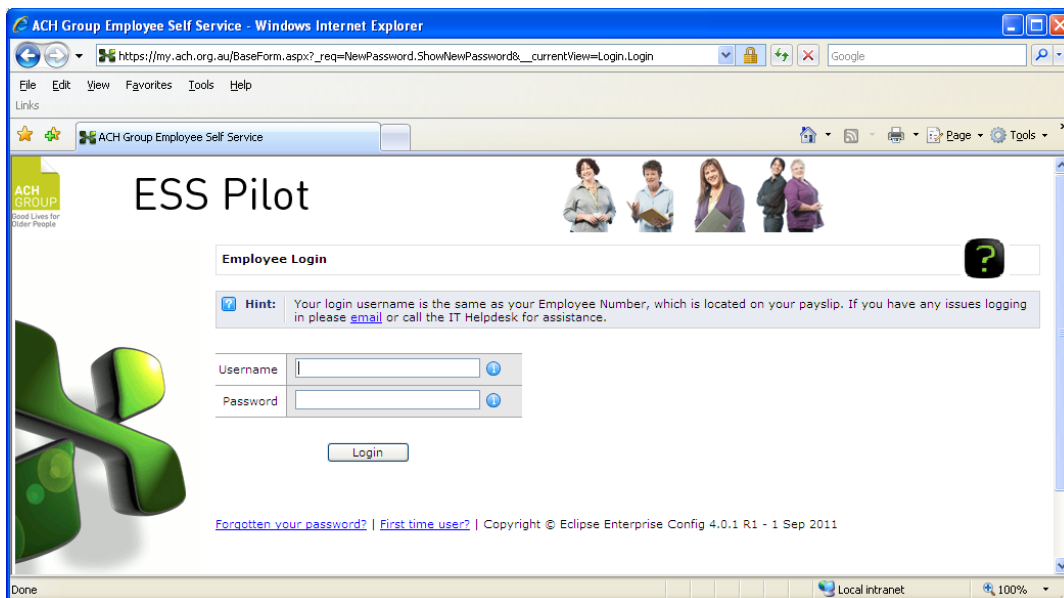 ACH Group Employee Self Service - Windows Internet Explorer
https://my.ach.org.au/BaseForm.aspx?_req=NewPassword.ShowNewPassword&__currentView=Login.Login
Google
File Edit View Favorites Tools Help
Links
ACH Group Employee Self Service
Page
Tools
ACH
GROUP
Good Lives for
Older People
ESS Pilot
Employee Login
?
? Hint: Your login username is the same as your Employee Number, which is located on your payslip. If you have any issues logging
in please email or call the IT Helpdesk for assistance.
Username
Password
Login
Forgotten your password? | First time user? | Copyright © Eclipse Enterprise Config 4.0.1 R1 - 1 Sep 2011
Done
Local intranet
100%